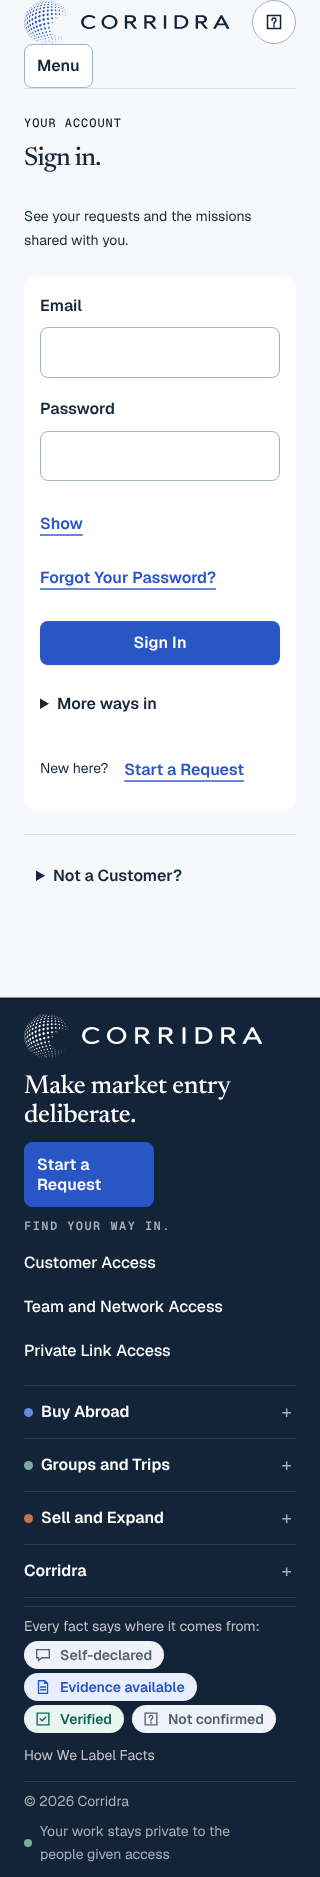 CORRIDRA
Menu
YOUR ACCOUNT
Sign in.
See your requests and the missions
shared with you.
Email
Password
Show
Forgot Your Password?
Sign In
More ways in
New here? Start a Request
Not a Customer?
CORRIDRA
Make market entry
deliberate.
Start a
Request
FIND YOUR WAY IN.
Customer Access
Team and Network Access
Private Link Access
Buy Abroad +
Groups and Trips +
Sell and Expand +
Corridra +
Every fact says where it comes from:
Self-declared
Evidence available
Verified Not confirmed
How We Label Facts
© 2026 Corridra
Your work stays private to the
people given access